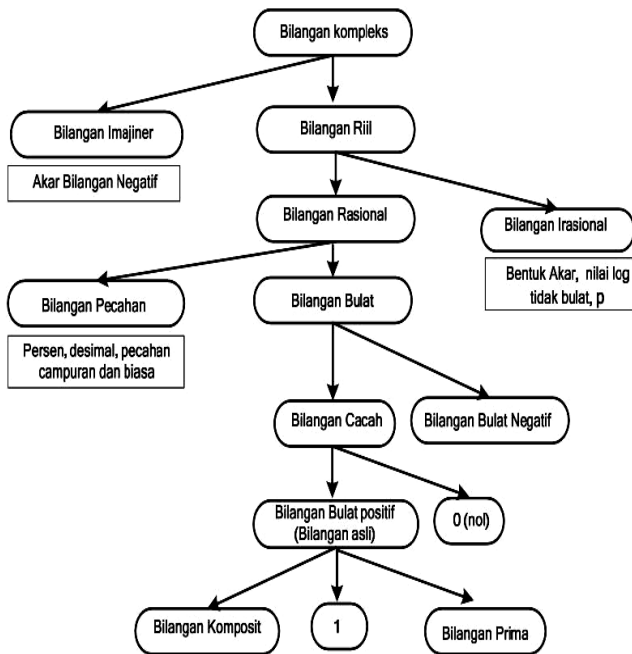 Bilangan kompleks
Bilangan Imajiner
Bilangan Riil
Akar Bilangan Negatif
Bilangan Rasional
Bilangan Irasional
Bentuk Akar, nilai log
tidak bulat, p
Bilangan Pecahan
Bilangan Bulat
Persen, desimal, pecahan
campuran dan biasa
Bilangan Cacah
Bilangan Bulat Negatif
Bilangan Bulat positif
(Bilangan asli)
0 (nol)
Bilangan Komposit
1
Bilangan Prima